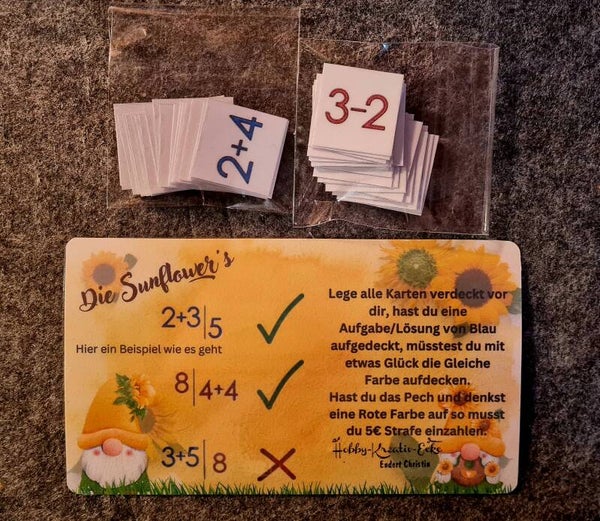 2+4
3-2
Die Sunflower's
2+3|5
Hier ein Beispiel wie es geht
8|4+4
3+5|8
Lege alle Karten verdeckt vor
dir, hast du eine
Aufgabe/Lösung von Blau
aufgedeckt, müsstest du mit
etwas Glück die Gleiche
Farbe aufdecken.
Hast du das Pech und denkst
eine Rote Farbe auf so musst
du 5€ Strafe einzahlen.
Hobby-Kreativ-Ecke
Endert Christin